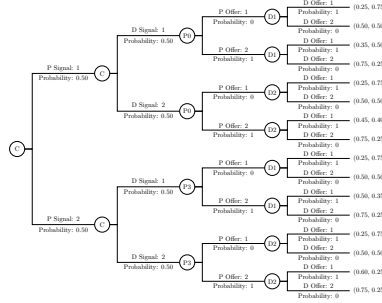 C
P Signal: 1
Probability: 0.50
C
D Signal: 1
Probability: 0.50
P0
P Offer: 1
Probability: 0
D1
D Offer: 1
Probability: 1
(0.25, 0.75
D Offer: 2
Probability: 0
(0.50, 0.50
P Offer: 2
Probability: 1
D1
D Offer: 1
Probability: 1
(0.35, 0.50
D Offer: 2
Probability: 0
(0.75, 0.25
D Signal: 2
Probability: 0.50
P0
P Offer: 1
Probability: 0
D2
D Offer: 1
Probability: 1
(0.25, 0.75
D Offer: 2
Probability: 0
(0.50, 0.50
P Offer: 2
Probability: 1
D2
D Offer: 1
Probability: 1
(0.45, 0.40
D Offer: 2
Probability: 0
(0.75, 0.25
P Signal: 2
Probability: 0.50
C
D Signal: 1
Probability: 0.50
P3
P Offer: 1
Probability: 0
D1
D Offer: 1
Probability: 1
(0.25, 0.75
D Offer: 2
Probability: 0
(0.50, 0.50
P Offer: 2
Probability: 1
D1
D Offer: 1
Probability: 1
(0.50, 0.35
D Offer: 2
Probability: 0
(0.75, 0.25
D Signal: 2
Probability: 0.50
P3
P Offer: 1
Probability: 0
D2
D Offer: 1
Probability: 1
(0.25, 0.75
D Offer: 2
Probability: 0
(0.50, 0.50
P Offer: 2
Probability: 1
D2
D Offer: 1
Probability: 1
(0.60, 0.25
D Offer: 2
Probability: 0
(0.75, 0.25